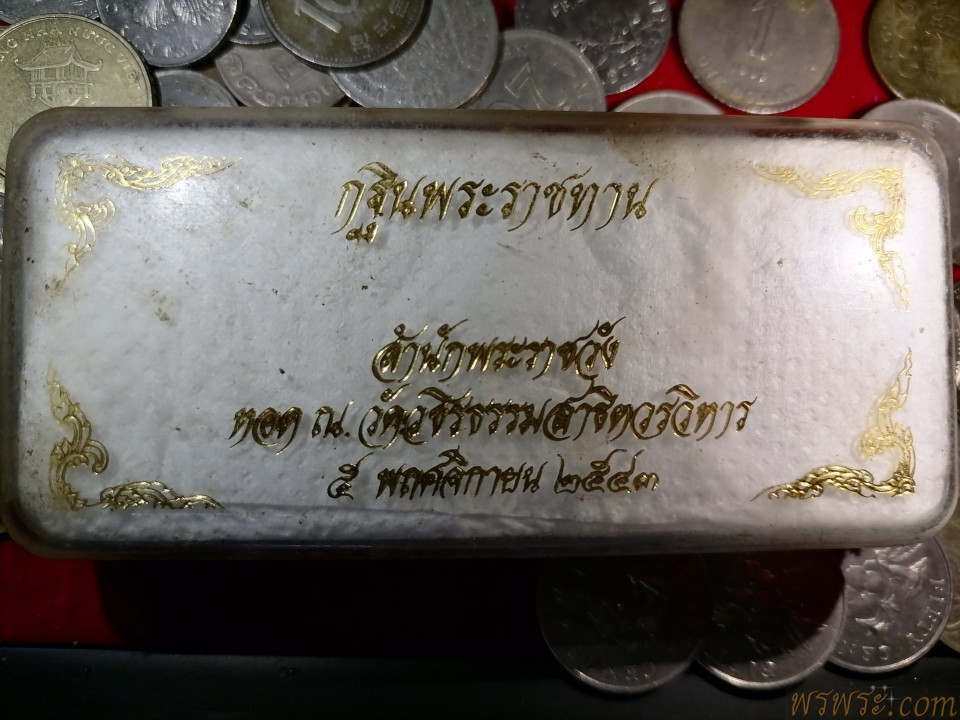 10
1
กฐินพระราชทาน
สำนักพระราชวัง
ทอด ณ. วัดวชิรธรรมสาธิตวรวิหาร
๕ พฤศจิกายน ๒๕๔๓
พรพระ.com